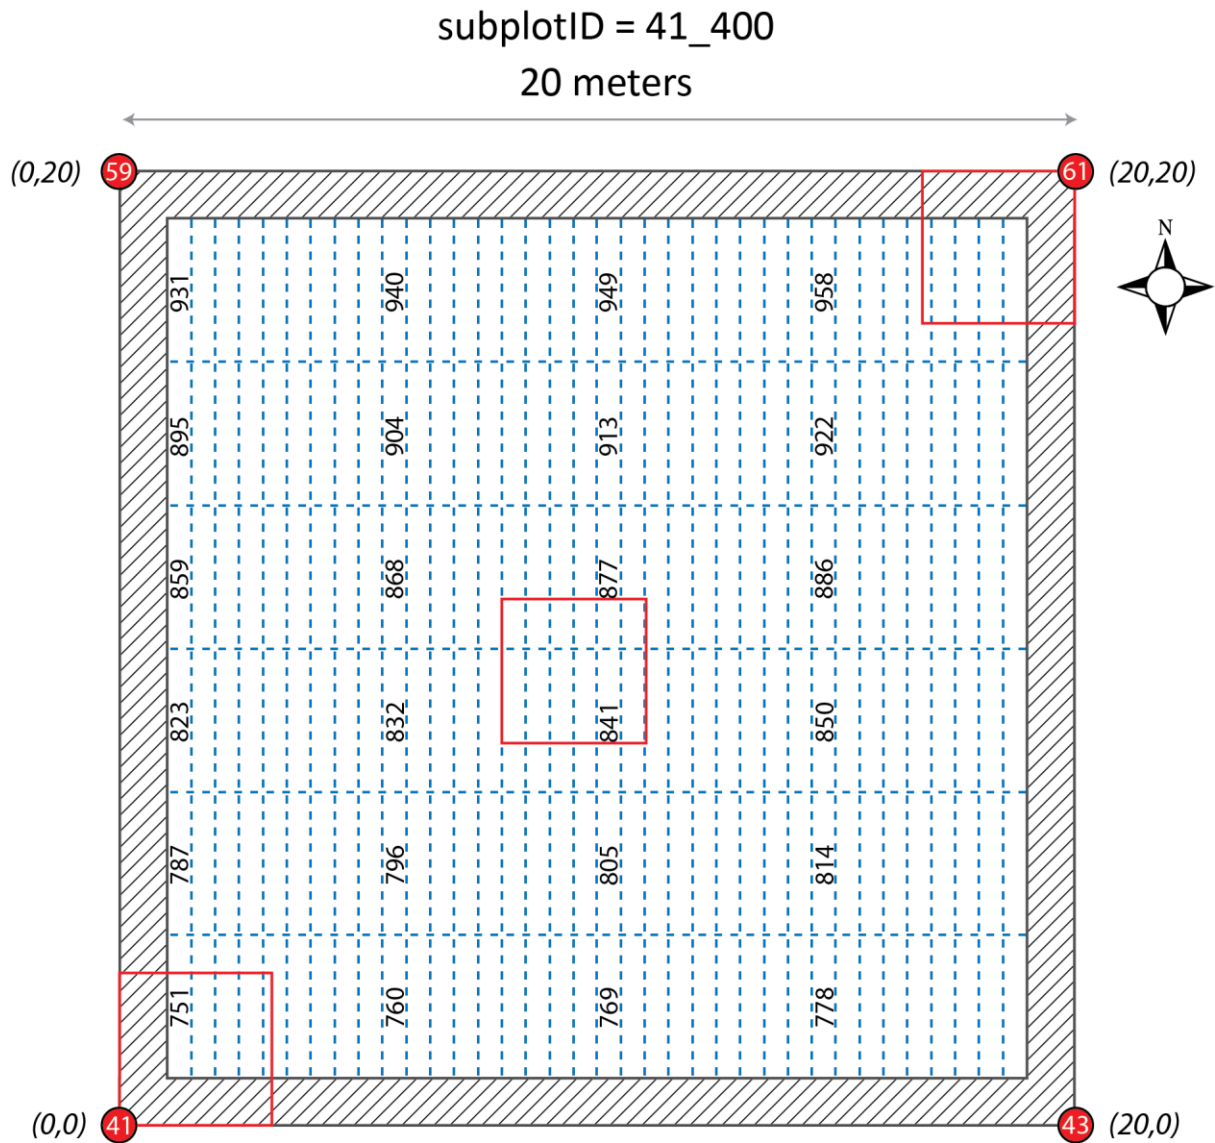 subplotID = 41_400
20 meters
(0,20) 59 61 (20,20)
N
931 940 949 958
895 904 913 922
859 868 877 886
823 832 841 850
787 796 805 814
751 760 769 778
(0,0) 41 43 (20,0)